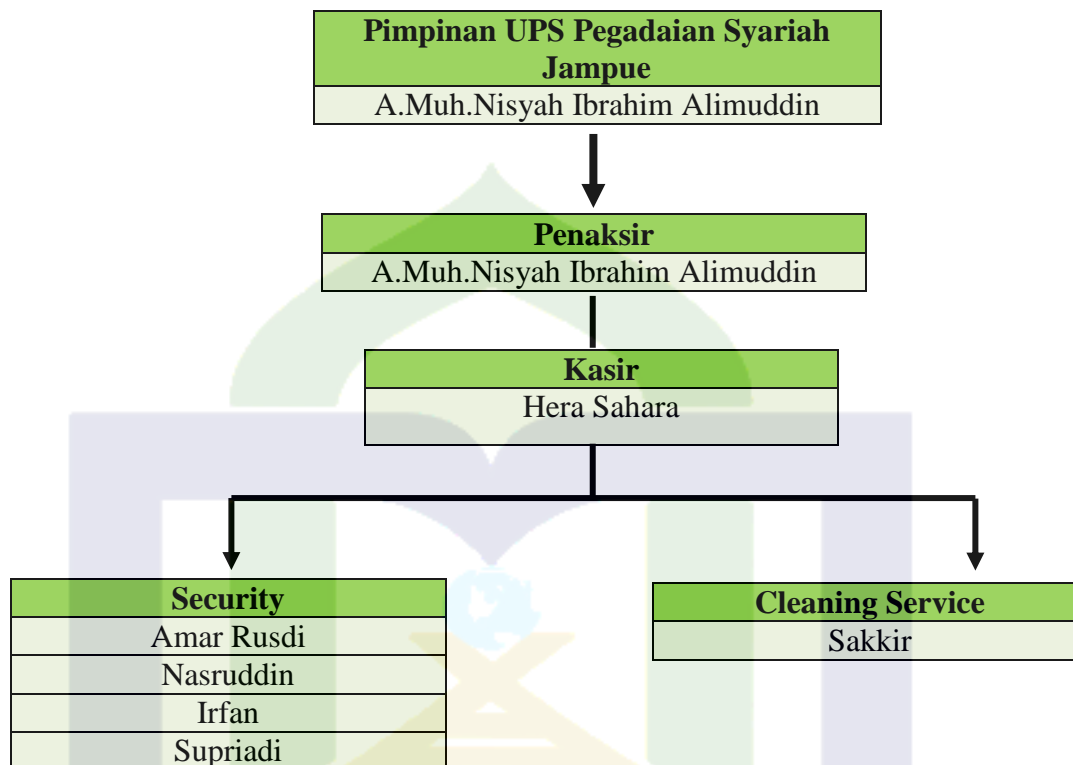 Pimpinan UPS Pegadaian Syariah
Jampue
A.Muh.Nisyah Ibrahim Alimuddin
Penaksir
A.Muh.Nisyah Ibrahim Alimuddin
Kasir
Hera Sahara
Security
Amar Rusdi
Nasruddin
Irfan
Supriadi
Cleaning Service
Sakkir